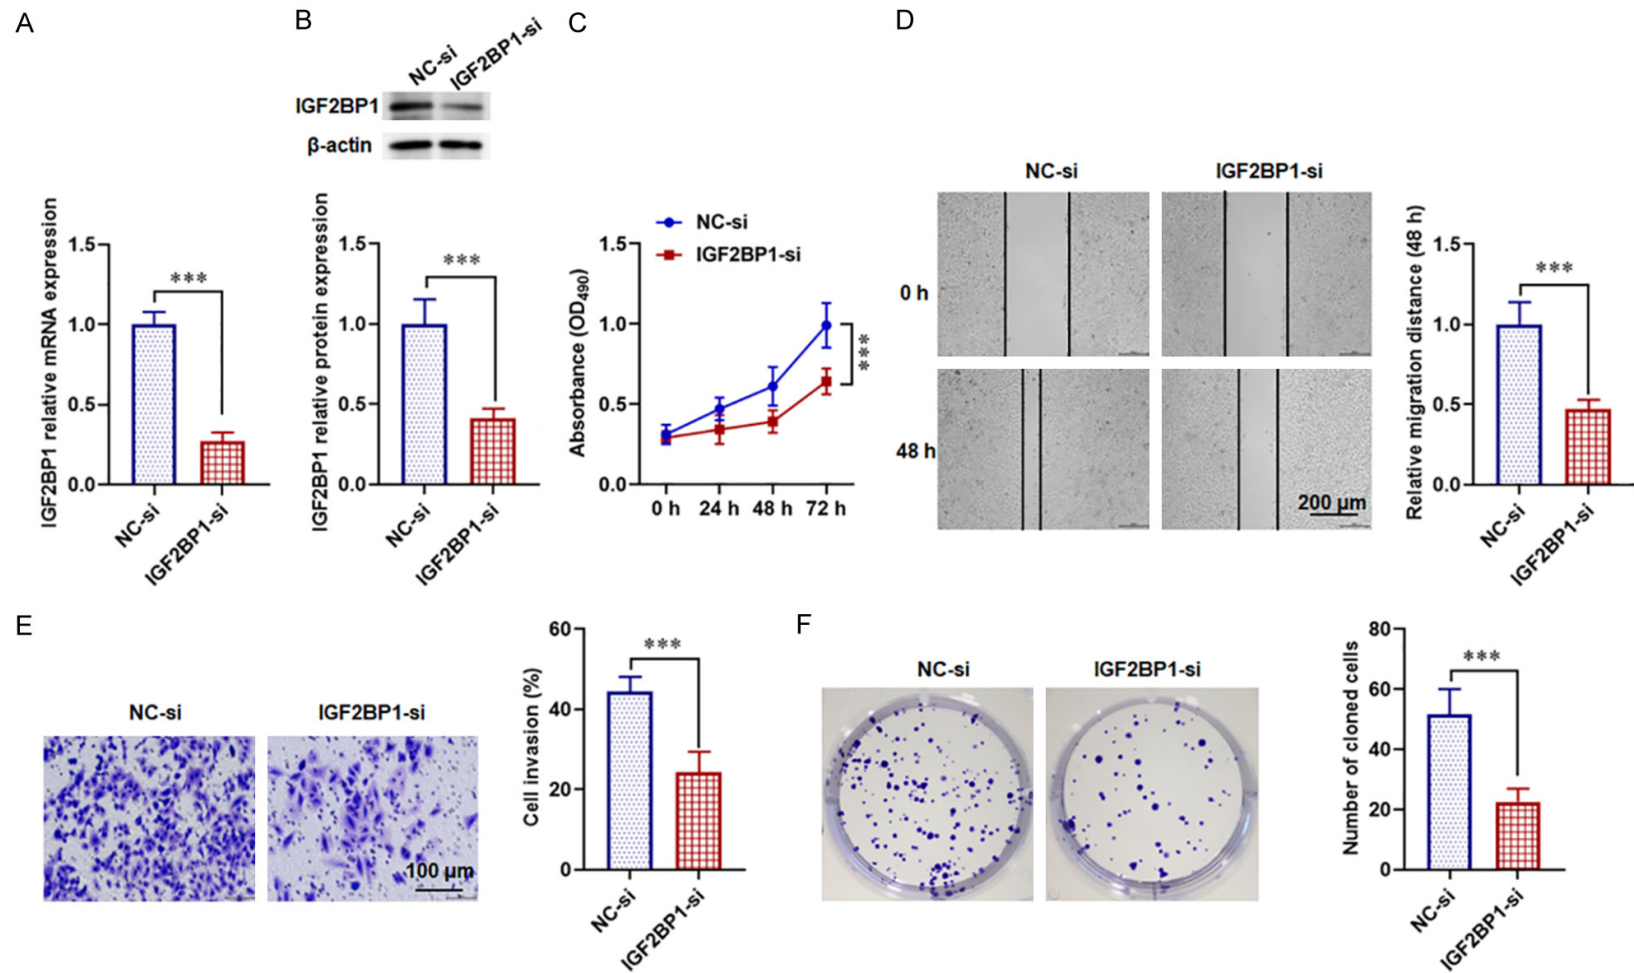 A
B
C
D
NC-si
IGF2BP1-si
IGF2BP1
β-actin
IGF2BP1 relative mRNA expression
1.5
1.0
0.5
0.0
***
NC-si
IGF2BP1-si
IGF2BP1 relative protein expression
1.5
1.0
0.5
0.0
***
NC-si
IGF2BP1-si
NC-si
IGF2BP1-si
Absorbance (OD490)
1.5
1.0
0.5
0.0
***
0 h
24 h
48 h
72 h
NC-si
IGF2BP1-si
0 h
48 h
200 μm
Relative migration distance (48 h)
1.5
1.0
0.5
0.0
***
NC-si
IGF2BP1-si
E
NC-si
IGF2BP1-si
100 μm
Cell invasion (%)
60
40
20
0
***
NC-si
IGF2BP1-si
F
NC-si
IGF2BP1-si
Number of cloned cells
80
60
40
20
0
***
NC-si
IGF2BP1-si